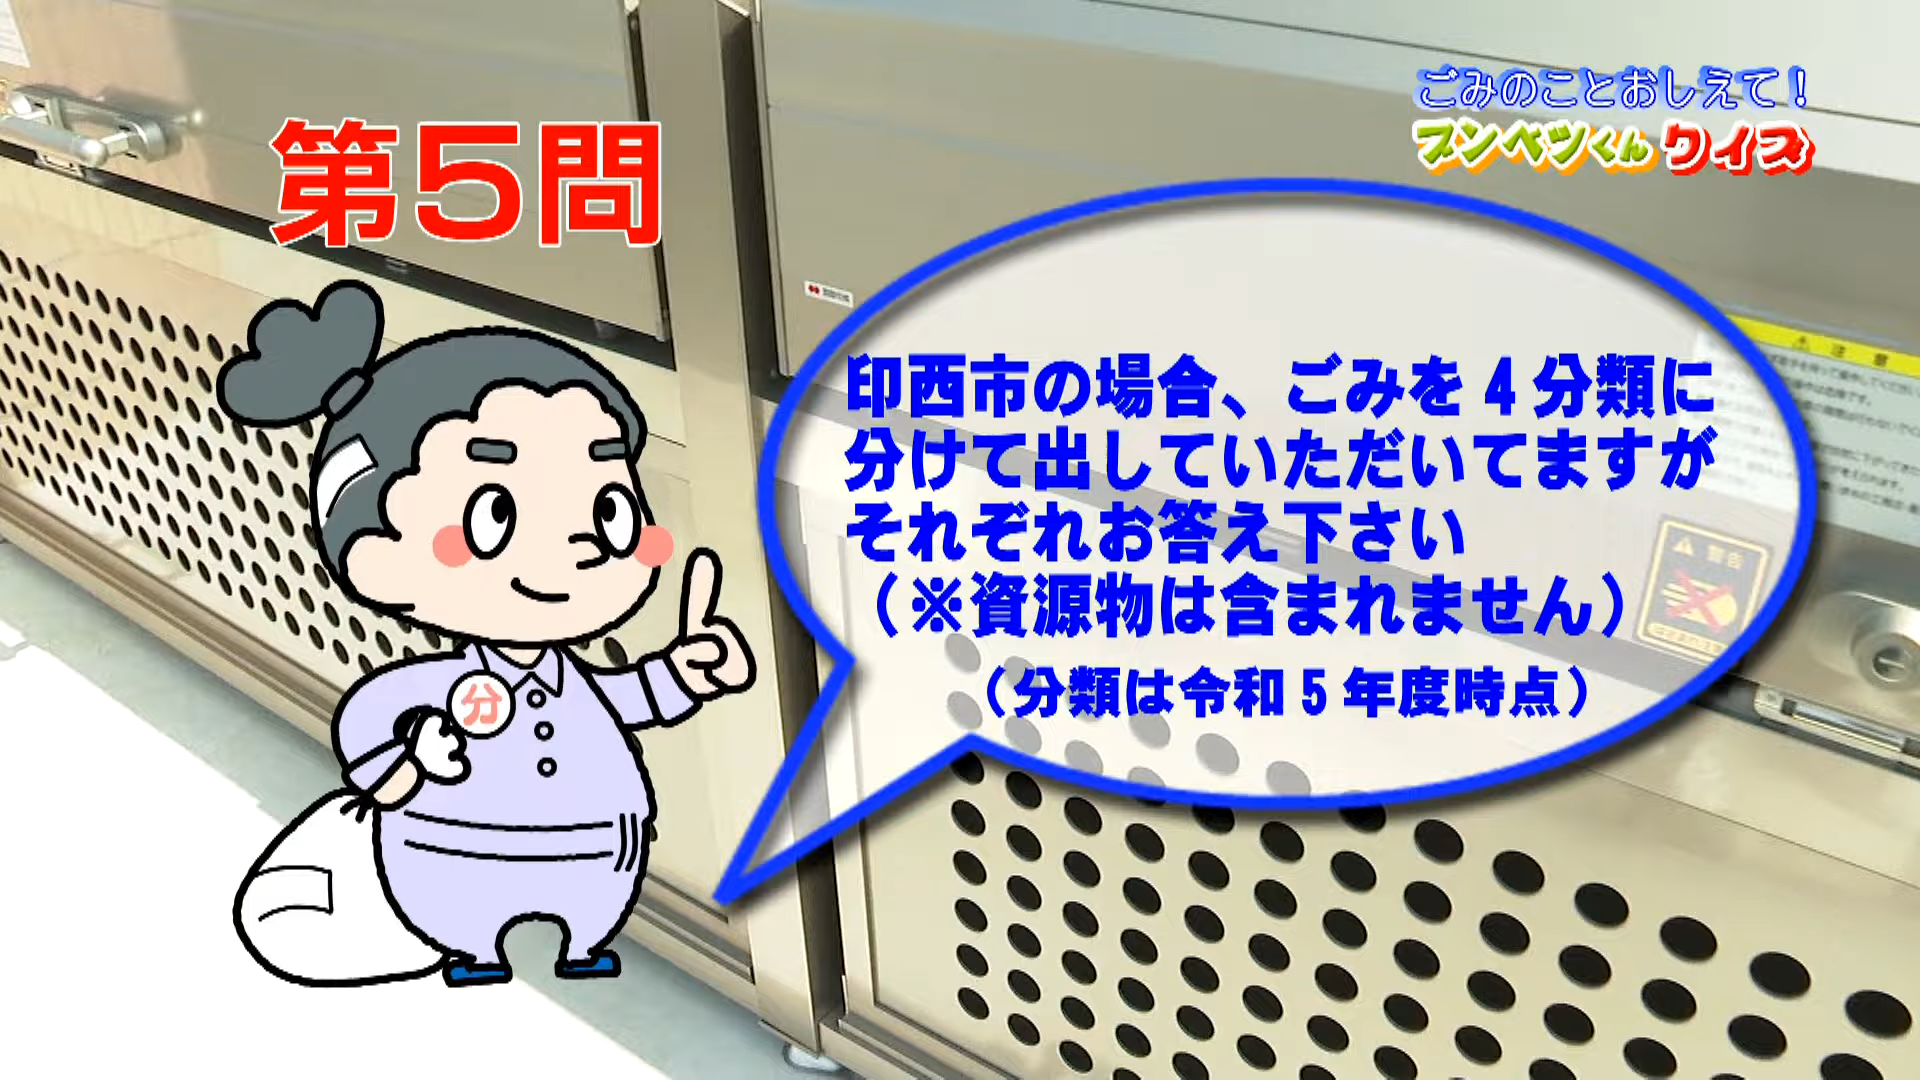 ごみのことおしえて！
ブンベツくんクイズ
第5問
印西市の場合、ごみを4分類に
分けて出していただいてますが
それぞれお答え下さい
（※資源物は含まれません）
（分類は令和5年度時点）
分
注意
警告